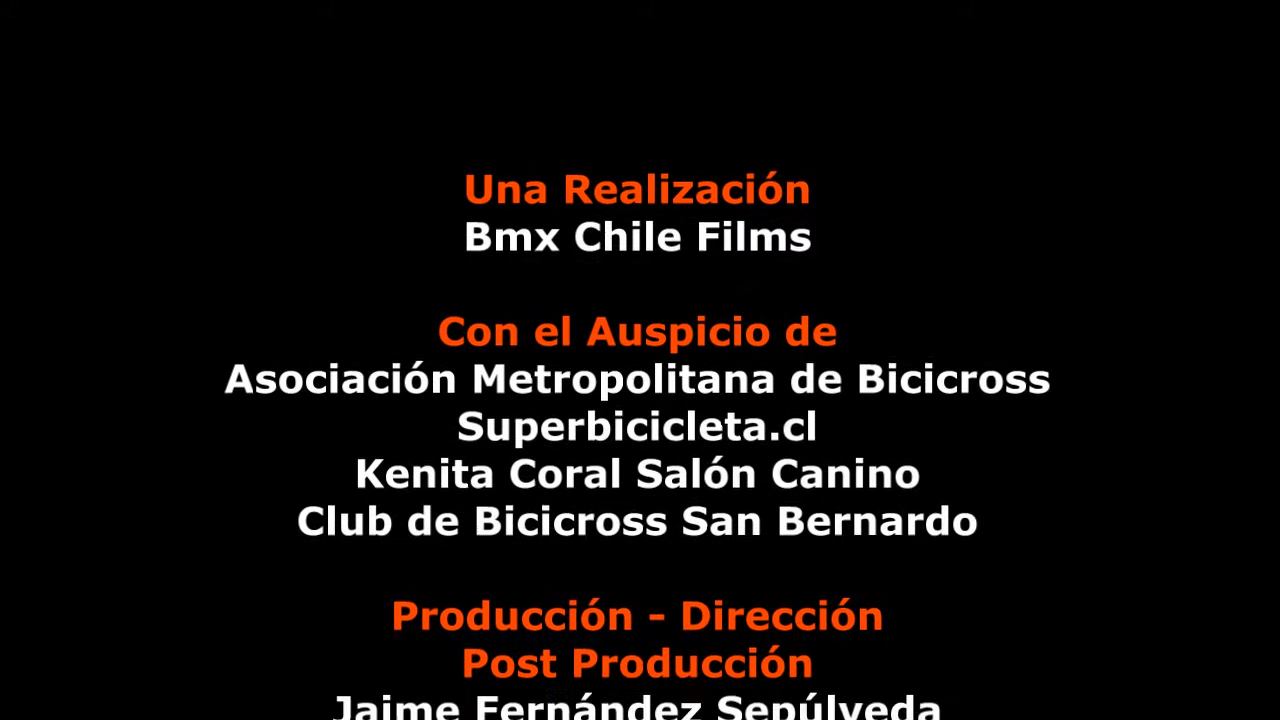 Una Realización
Bmx Chile Films
Con el Auspicio de
Asociación Metropolitana de Bicicross
Superbicicleta.cl
Kenita Coral Salón Canino
Club de Bicicross San Bernardo
Producción - Dirección
Post Producción
Jaime Fernández Sepúlveda